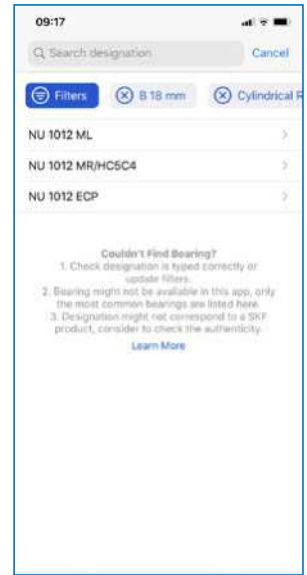 09:17
Search designation
Cancel
Filters
B 18 mm
Cylindrical R
NU 1012 ML
NU 1012 MR/HC5C4
NU 1012 ECP
Couldn't Find Bearing?
1. Check designation is typed correctly or
update filters.
2. Bearing might not be available in this app, only
the most common bearings are listed here.
3. Designation might not correspond to a SKF
product, consider to check the authenticity.
Learn More